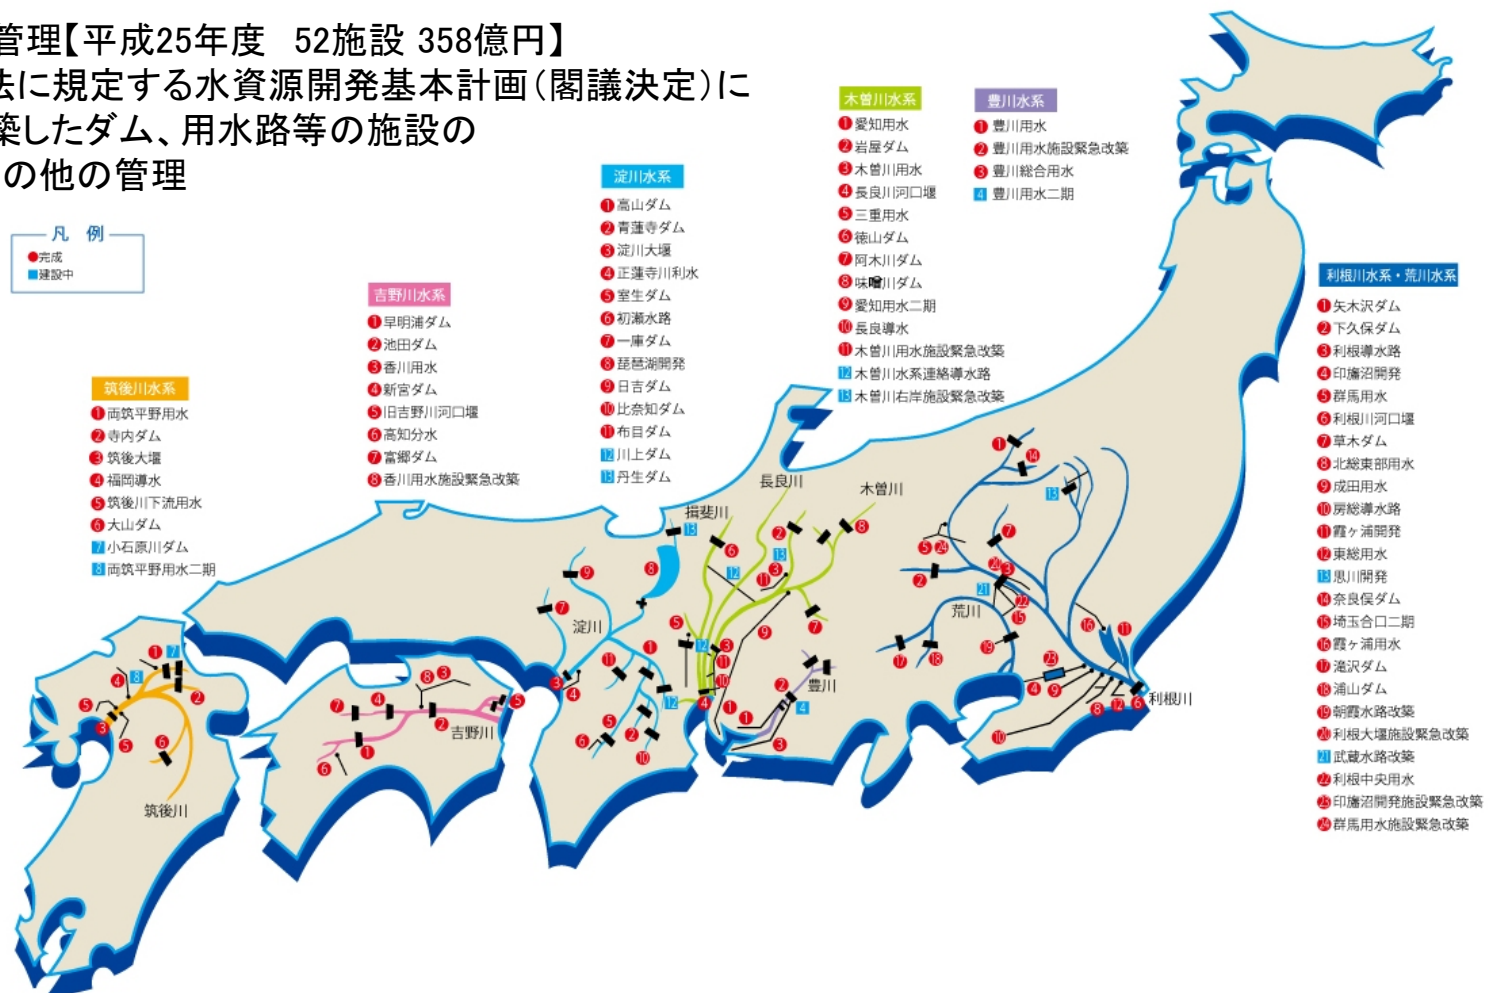 管理【平成25年度 52施設 358億円】
法に規定する水資源開発基本計画（閣議決定）に
築したダム、用水路等の施設の
の他の管理
凡 例
●完成
■建設中
筑後川水系
1 両筑平野用水
2 寺内ダム
3 筑後大堰
4 福岡導水
5 筑後川下流用水
6 大山ダム
7 小石原川ダム
8 両筑平野用水二期
吉野川水系
1 早明浦ダム
2 池田ダム
3 香川用水
4 新宮ダム
5 旧吉野川河口堰
6 高知分水
7 富郷ダム
8 香川用水施設緊急改築
淀川水系
1 高山ダム
2 青蓮寺ダム
3 淀川大堰
4 正蓮寺川利水
5 室生ダム
6 初瀬水路
7 一庫ダム
8 琵琶湖開発
9 日吉ダム
10 比奈知ダム
11 布目ダム
12 川上ダム
13 丹生ダム
木曽川水系
1 愛知用水
2 岩屋ダム
3 木曽川用水
4 長良川河口堰
5 三重用水
6 徳山ダム
7 阿木川ダム
8 味噌川ダム
9 愛知用水二期
10 長良導水
11 木曽川用水施設緊急改築
12 木曽川水系連絡導水路
13 木曽川右岸施設緊急改築
豊川水系
1 豊川用水
2 豊川用水施設緊急改築
3 豊川総合用水
4 豊川用水二期
利根川水系・荒川水系
1 矢木沢ダム
2 下久保ダム
3 利根導水路
4 印旛沼開発
5 群馬用水
6 利根川河口堰
7 草木ダム
8 北総東部用水
9 成田用水
10 房総導水路
11 霞ヶ浦開発
12 東総用水
13 思川開発
14 奈良俣ダム
15 埼玉合口二期
16 霞ヶ浦用水
17 滝沢ダム
18 浦山ダム
19 朝霞水路改築
20 利根大堰施設緊急改築
21 武蔵水路改築
22 利根中央用水
23 印旛沼開発施設緊急改築
24 群馬用水施設緊急改築
長良川
木曽川
揖斐川
淀川
荒川
豊川
利根川
吉野川
筑後川